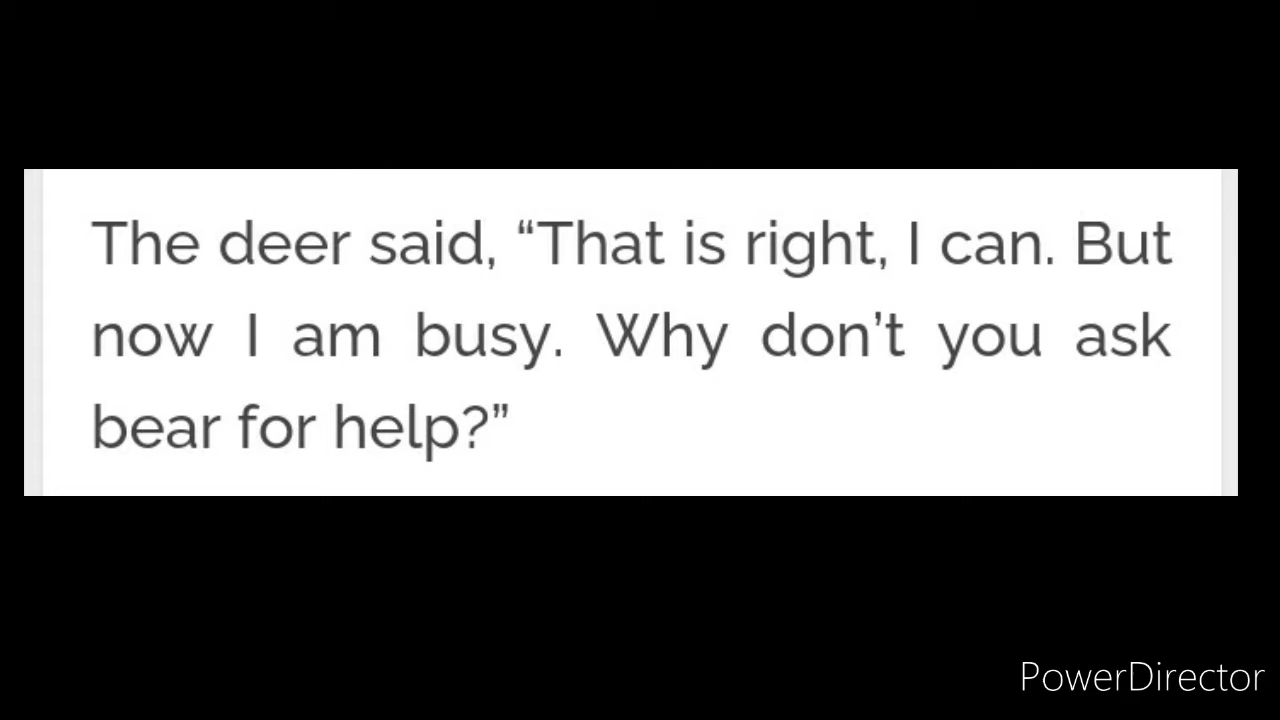 The deer said, “That is right, I can. But
now I am busy. Why don’t you ask
bear for help?”
PowerDirector